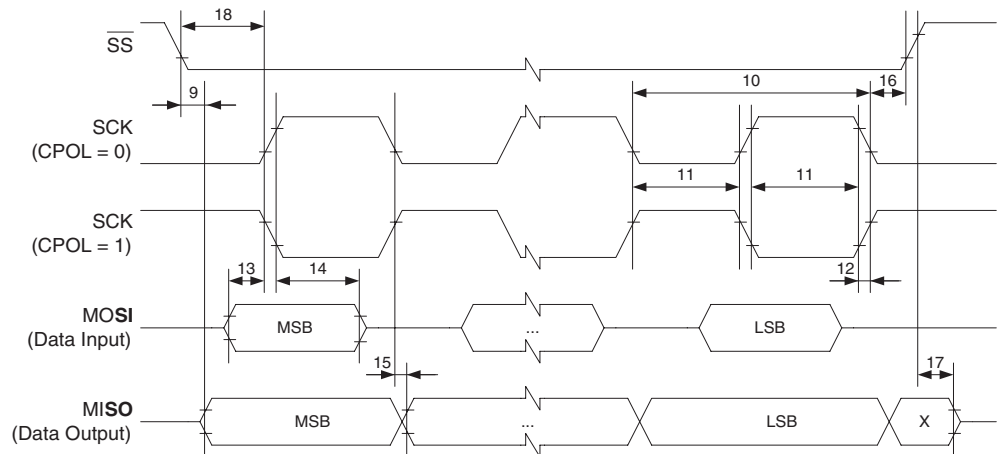 18
SS
9
10
16
SCK
(CPOL = 0)
11
11
SCK
(CPOL = 1)
13
14
12
MOSI
(Data Input)
MSB
...
LSB
15
17
MISO
(Data Output)
MSB
...
LSB
X